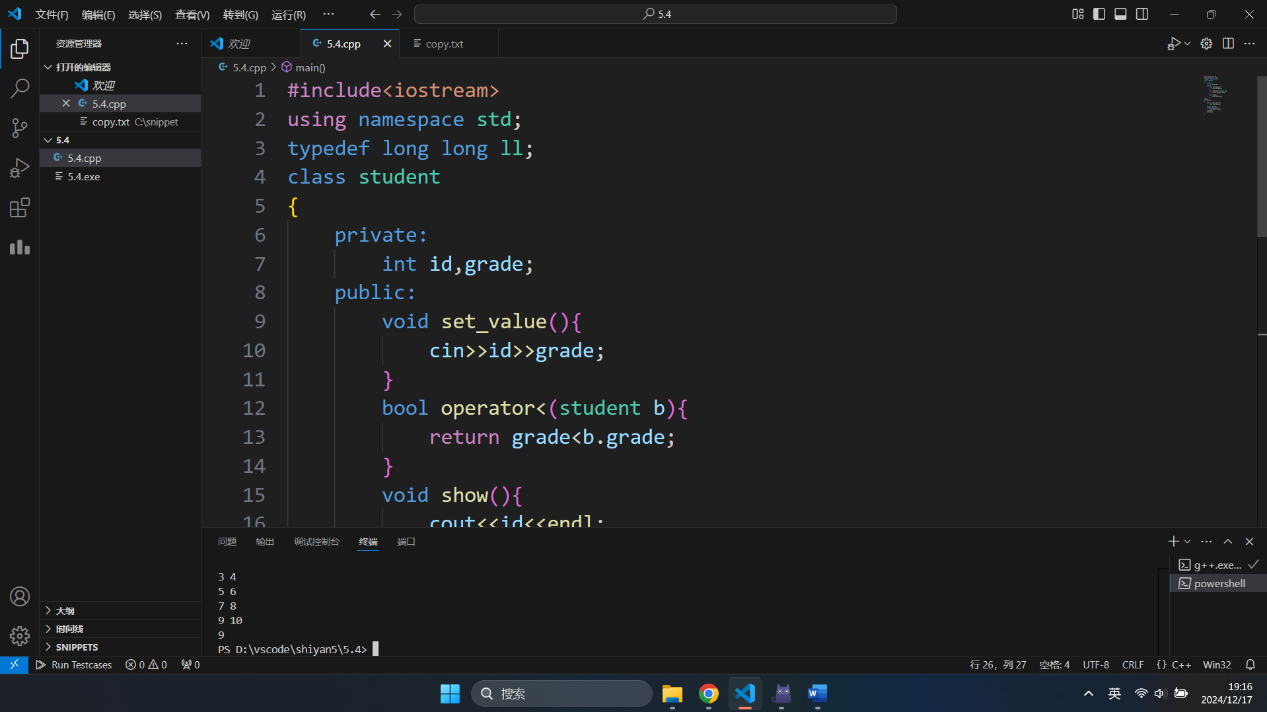 文件(F) 编辑(E) 选择(S) 查看(V) 转到(G) 运行(R) ··· 5.4
资源管理器 ···
欢迎 5.4.cpp copy.txt
打开的编辑器
欢迎
5.4.cpp
copy.txt C:\snippet
5.4
5.4.cpp
5.4.exe
5.4.cpp > main()
1 #include<iostream>
2 using namespace std;
3 typedef long long ll;
4 class student
5 {
6 private:
7 int id,grade;
8 public:
9 void set_value(){
10 cin>>id>>grade;
11 }
12 bool operator<(student b){
13 return grade<b.grade;
14 }
15 void show(){
16 cout<<id<<endl;
问题 输出 调试控制台 终端 端口
3 4
5 6
7 8
9 10
9
PS D:\vscode\shiyan5\5.4>
g++.exe...
powershell
大纲
时间线
SNIPPETS
Run Testcases 0 0 0 行 26，列 27 空格: 4 UTF-8 CRLF {} C++ Win32
搜索
英
19:16
2024/12/17